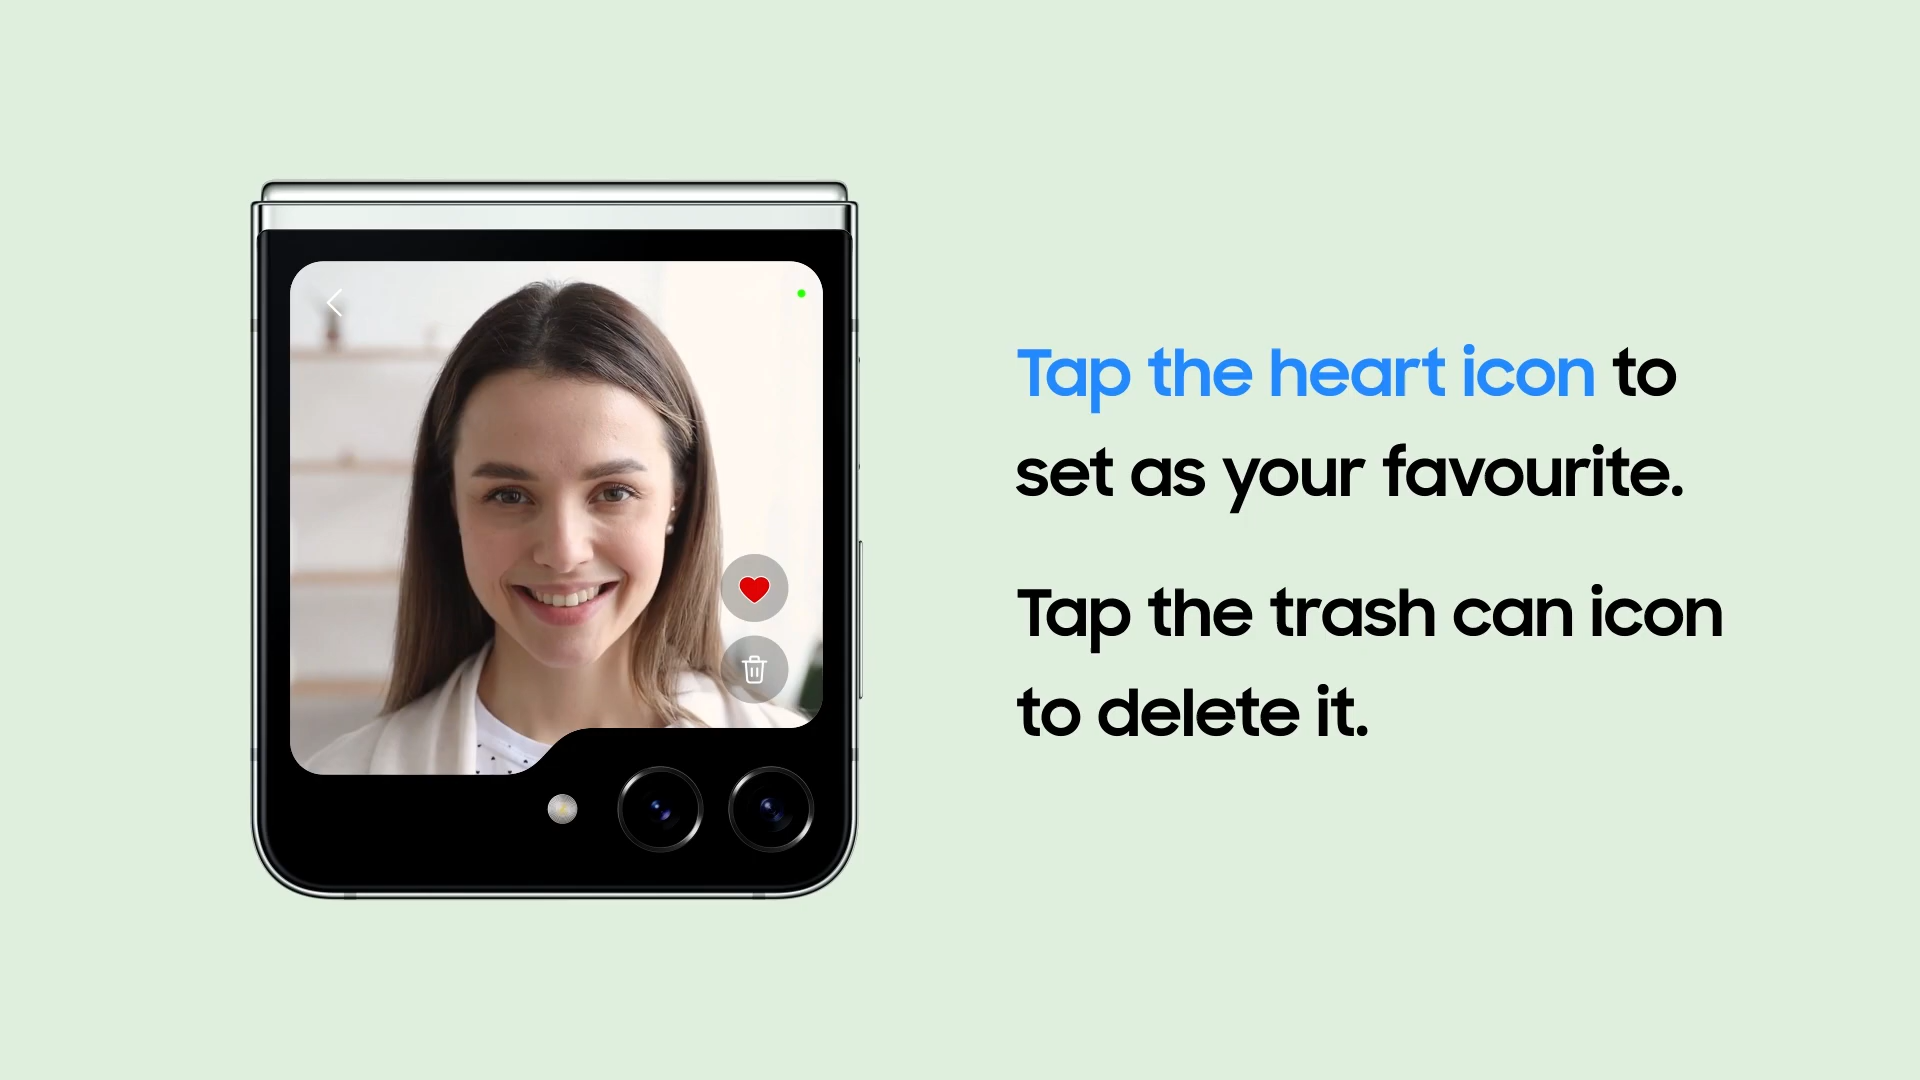 Tap the heart icon to
set as your favourite.
Tap the trash can icon
to delete it.